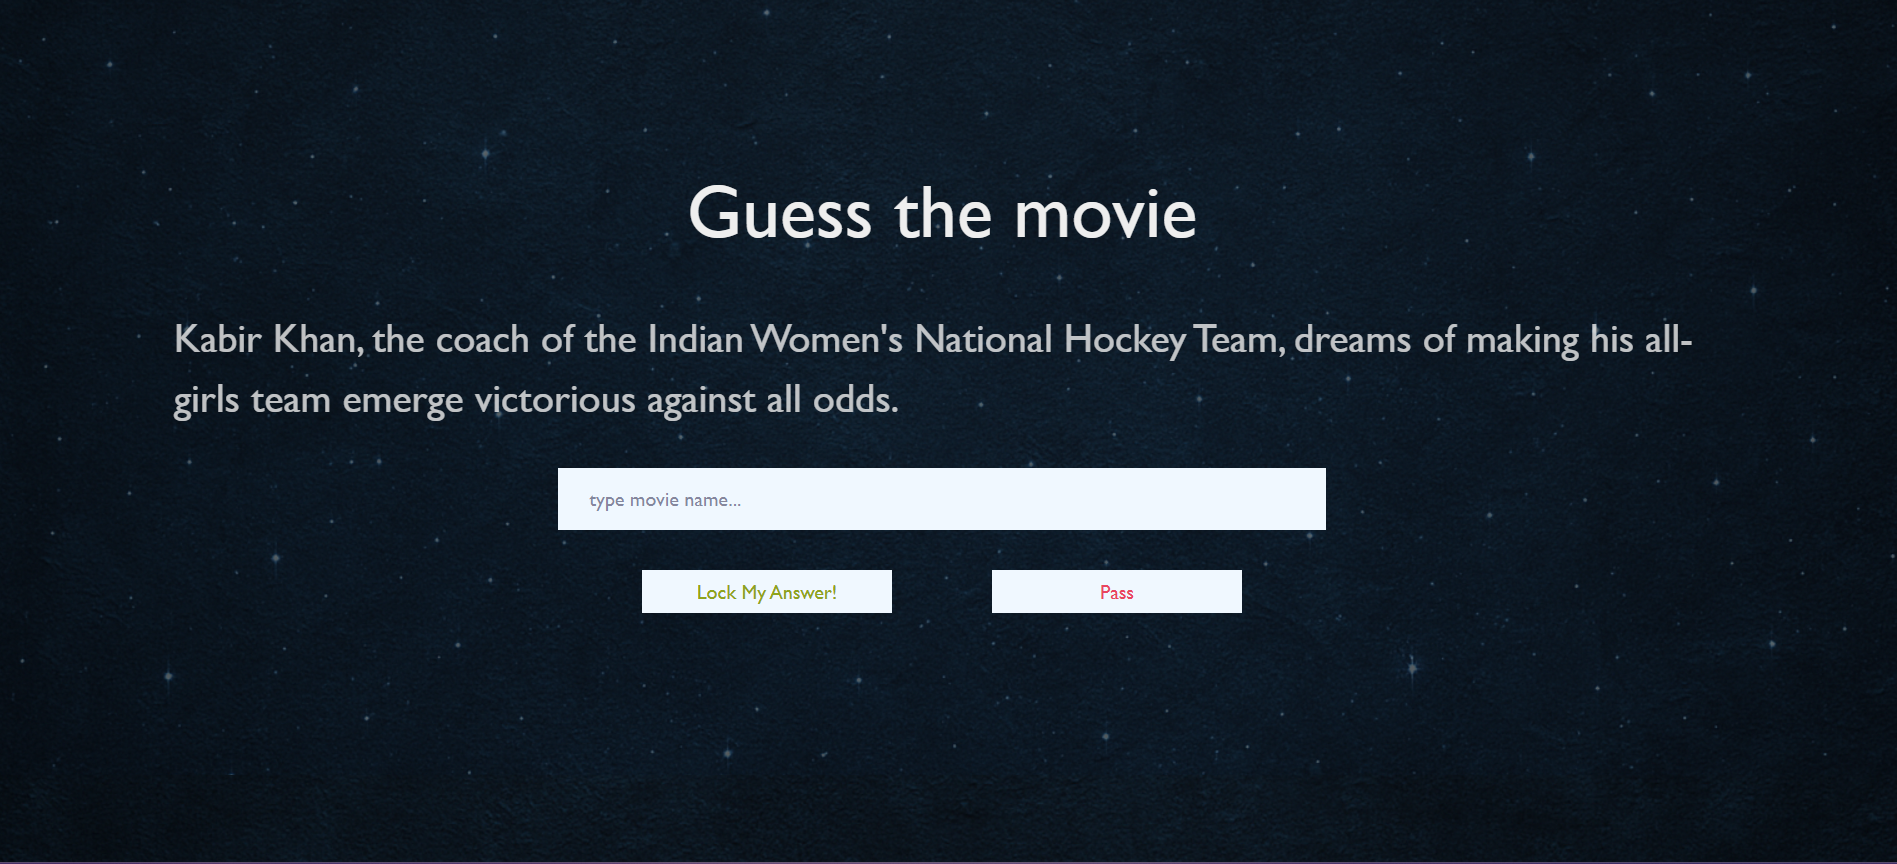 Guess the movie
Kabir Khan, the coach of the Indian Women's National Hockey Team, dreams of making his all-
girls team emerge victorious against all odds.
type movie name...
Lock My Answer!
Pass